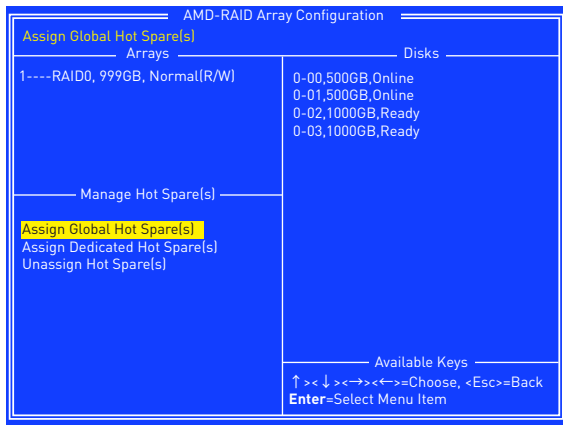 AMD-RAID Array Configuration
Assign Global Hot Spare(s)
Arrays
1----RAID0, 999GB, Normal(R/W)
Disks
0-00,500GB,Online
0-01,500GB,Online
0-02,1000GB,Ready
0-03,1000GB,Ready
Manage Hot Spare(s)
Assign Global Hot Spare(s)
Assign Dedicated Hot Spare(s)
Unassign Hot Spare(s)
Available Keys
↑><↓><→><←>=Choose, <Esc>=Back
Enter=Select Menu Item